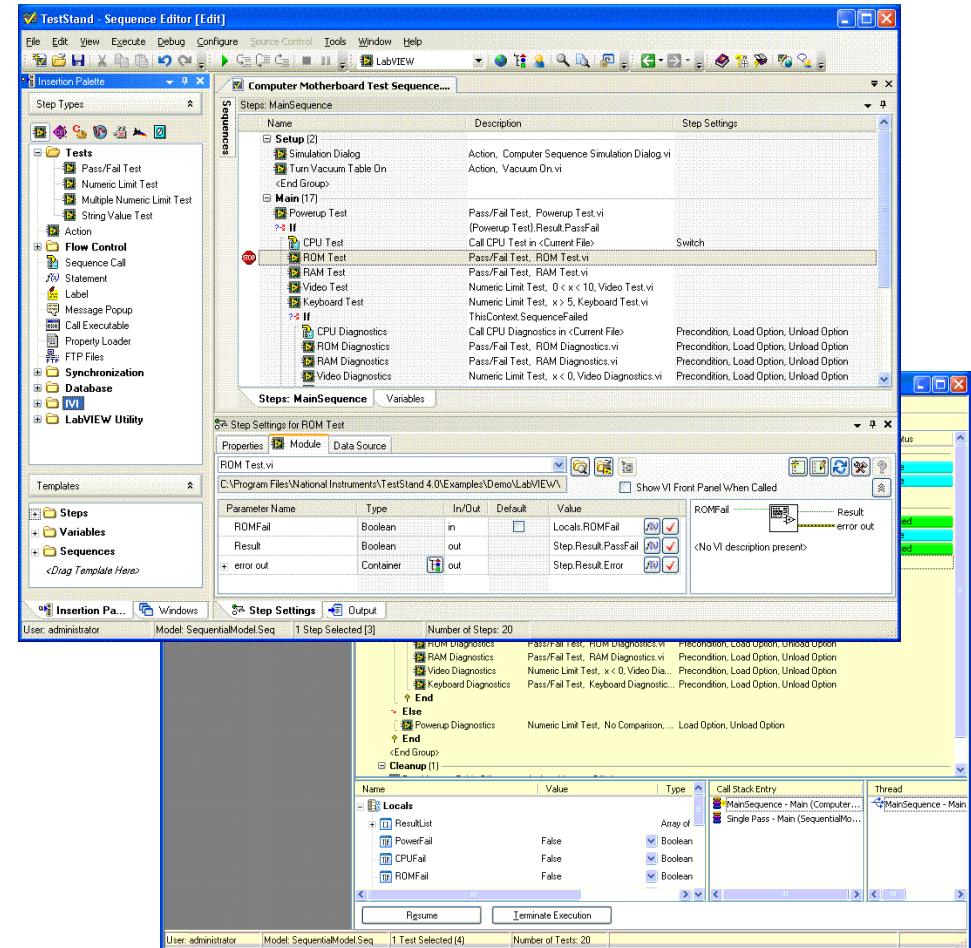 TestStand - Sequence Editor [Edit]
File Edit View Execute Debug Configure Source Control Tools Window Help
LabVIEW
Insertion Palette
Step Types
Tests
Pass/Fail Test
Numeric Limit Test
Multiple Numeric Limit Test
String Value Test
Action
Flow Control
Sequence Call
Statement
Label
Message Popup
Call Executable
Property Loader
FTP Files
Synchronization
Database
IVI
LabVIEW Utility
Templates
Steps
Variables
Sequences
<Drag Template Here>
Insertion Pa... Windows
Computer Motherboard Test Sequence....
Sequences
Steps: MainSequence
Name Description Step Settings
Setup (2)
Simulation Dialog Action, Computer Sequence Simulation Dialog.vi
Turn Vacuum Table On Action, Vacuum On.vi
<End Group>
Main (17)
Powerup Test Pass/Fail Test, Powerup Test.vi
If {Powerup Test}.Result.PassFail
CPU Test Call CPU Test in <Current File> Switch
STOP ROM Test Pass/Fail Test, ROM Test.vi
RAM Test Pass/Fail Test, RAM Test.vi
Video Test Numeric Limit Test, 0 < x < 10, Video Test.vi
Keyboard Test Numeric Limit Test, x > 5, Keyboard Test.vi
If ThisContext.SequenceFailed
CPU Diagnostics Call CPU Diagnostics in <Current File> Precondition, Load Option, Unload Option
ROM Diagnostics Pass/Fail Test, ROM Diagnostics.vi Precondition, Load Option, Unload Option
RAM Diagnostics Pass/Fail Test, RAM Diagnostics.vi Precondition, Load Option, Unload Option
Video Diagnostics Numeric Limit Test, x < 0, Video Diagnostics.vi Precondition, Load Option, Unload Option
Steps: MainSequence Variables
Step Settings for ROM Test
Properties Module Data Source
ROM Test.vi
C:\Program Files\National Instruments\TestStand 4.0\Examples\Demo\LabVIEW\ Show VI Front Panel When Called
Parameter Name Type In/Out Default Value
ROMFail Boolean in Locals.ROMFail f(x)
Result Boolean out Step.Result.PassFail f(x)
error out Container out Step.Result.Error f(x)
ROMFail Result
error out
<No VI description present>
Step Settings Output
User: administrator Model: SequentialModel.Seq 1 Step Selected [3] Number of Steps: 20
ROM Diagnostics Pass/Fail Test, ROM Diagnostics.vi Precondition, Load Option, Unload Option
RAM Diagnostics Pass/Fail Test, RAM Diagnostics.vi Precondition, Load Option, Unload Option
Video Diagnostics Numeric Limit Test, x < 0, Video Dia... Precondition, Load Option, Unload Option
Keyboard Diagnostics Pass/Fail Test, Keyboard Diagnostic... Precondition, Load Option, Unload Option
End
Else
Powerup Diagnostics Numeric Limit Test, No Comparison, ... Load Option, Unload Option
End
<End Group>
Cleanup (1)
Name Value Type
Locals
ResultList Array of
PowerFail False Boolean
CPUFail False Boolean
ROMFail False Boolean
Call Stack Entry
MainSequence - Main (Computer...
Single Pass - Main (SequentialMo...
Thread
MainSequence - Main
Resume Terminate Execution
User: administrator Model: SequentialModel.Seq 1 Test Selected (4) Number of Tests: 20